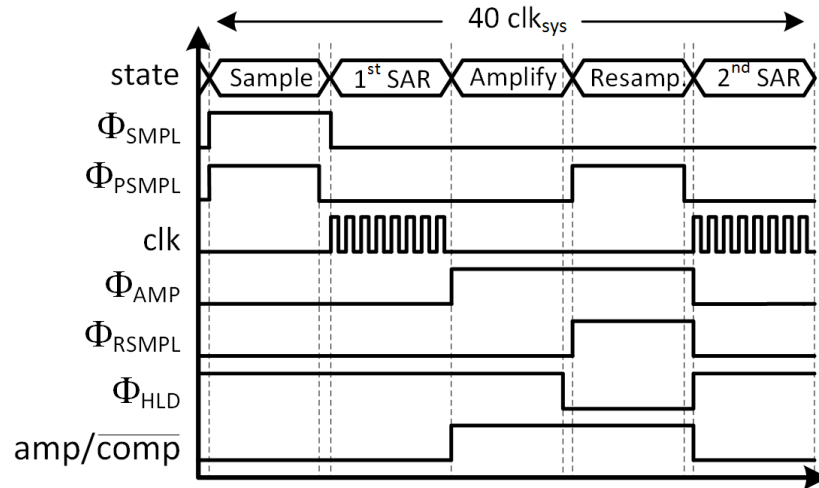 40 clksys
state Sample 1st SAR Amplify Resamp. 2nd SAR
ΦSMPL
ΦPSMPL
clk
ΦAMP
ΦRSMPL
ΦHLD
amp/comp